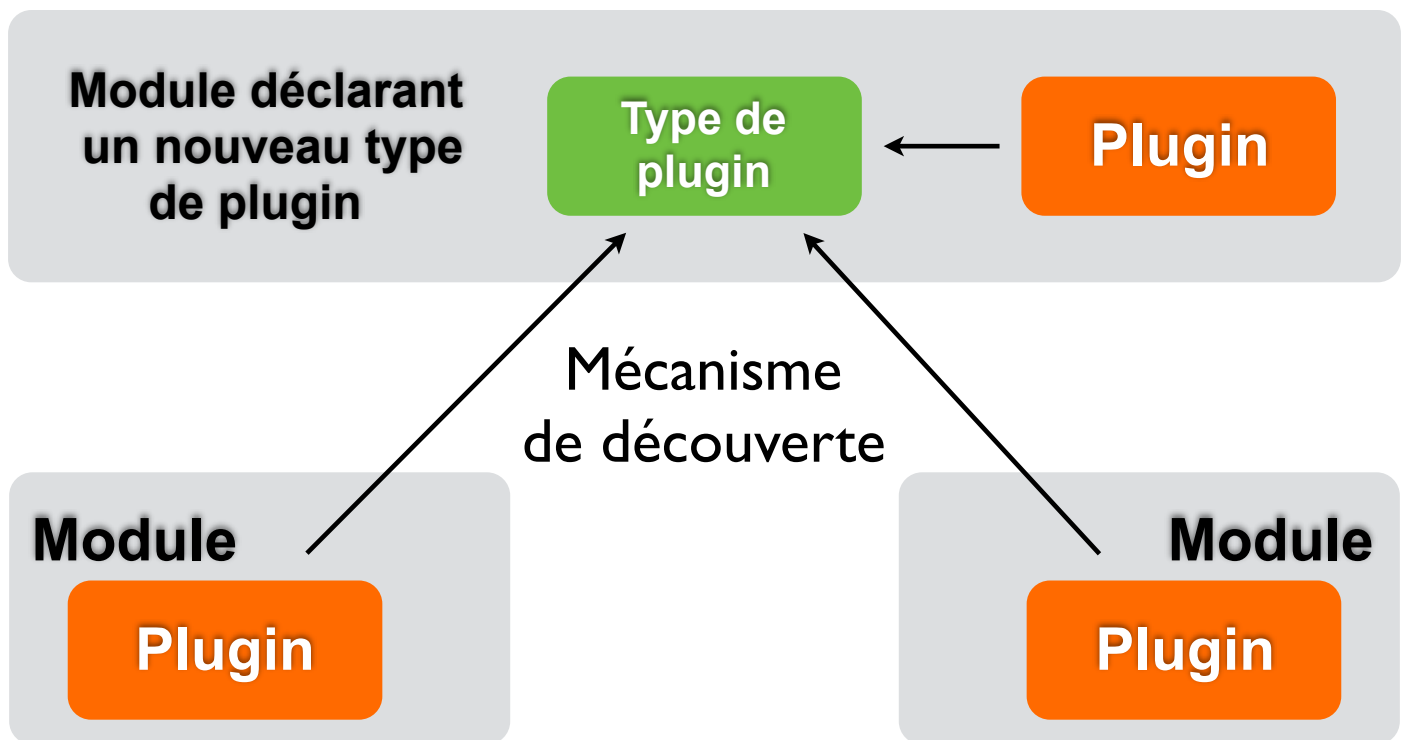 Module déclarant
un nouveau type
de plugin
Type de
plugin
Plugin
Mécanisme
de découverte
Module
Plugin
Module
Plugin